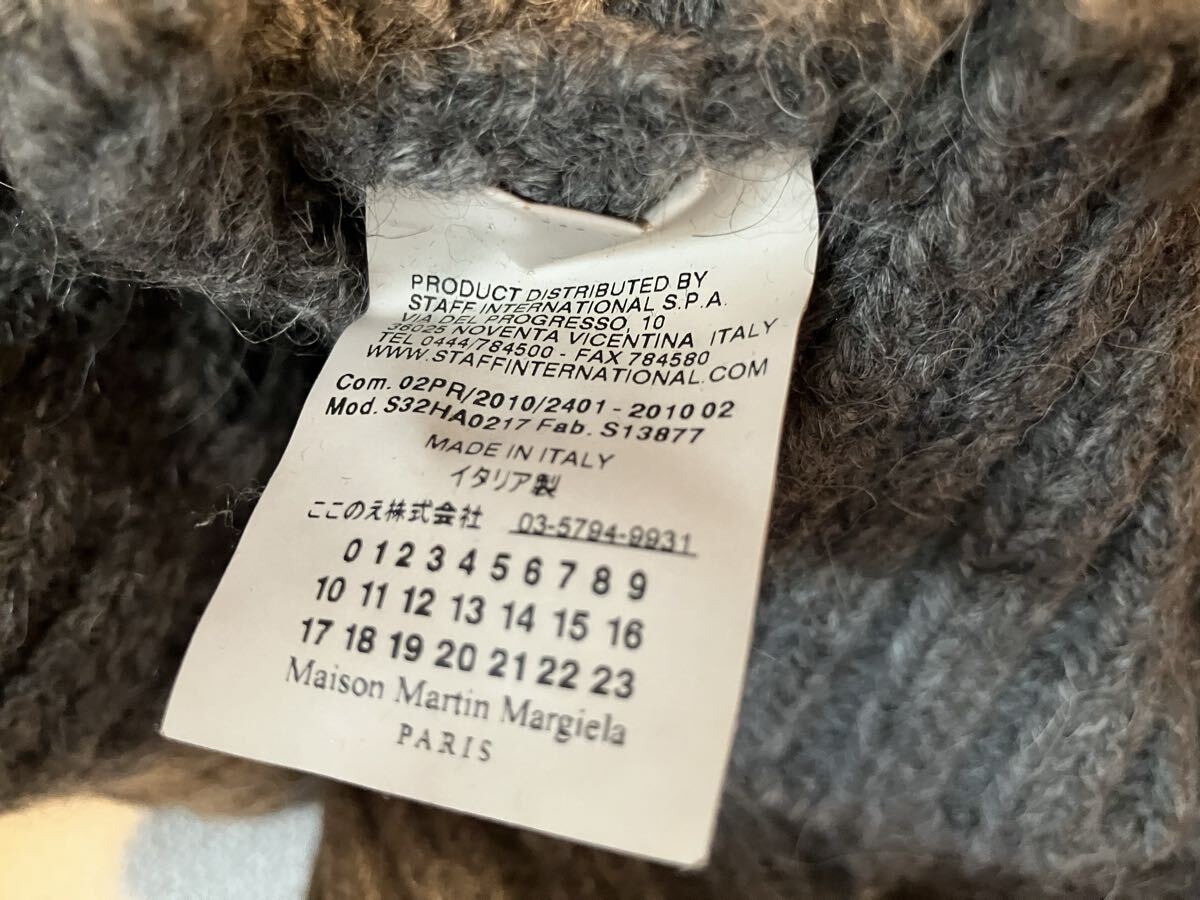 PRODUCT DISTRIBUTED BY
STAFF INTERNATIONAL S.P.A.
VIA DEL PROGRESSO, 10
36025 NOVENTA VICENTINA ITALY
TEL 0444/784500 - FAX 784580
WWW.STAFFINTERNATIONAL.COM
Com. 02PR/2010/2401 - 2010 02
Mod. S32HA0217 Fab. S13877
MADE IN ITALY
イタリア製
ここのえ株式会社 03-5794-9931
0 1 2 3 4 5 6 7 8 9
10 11 12 13 14 15 16
17 18 19 20 21 22 23
Maison Martin Margiela
PARIS